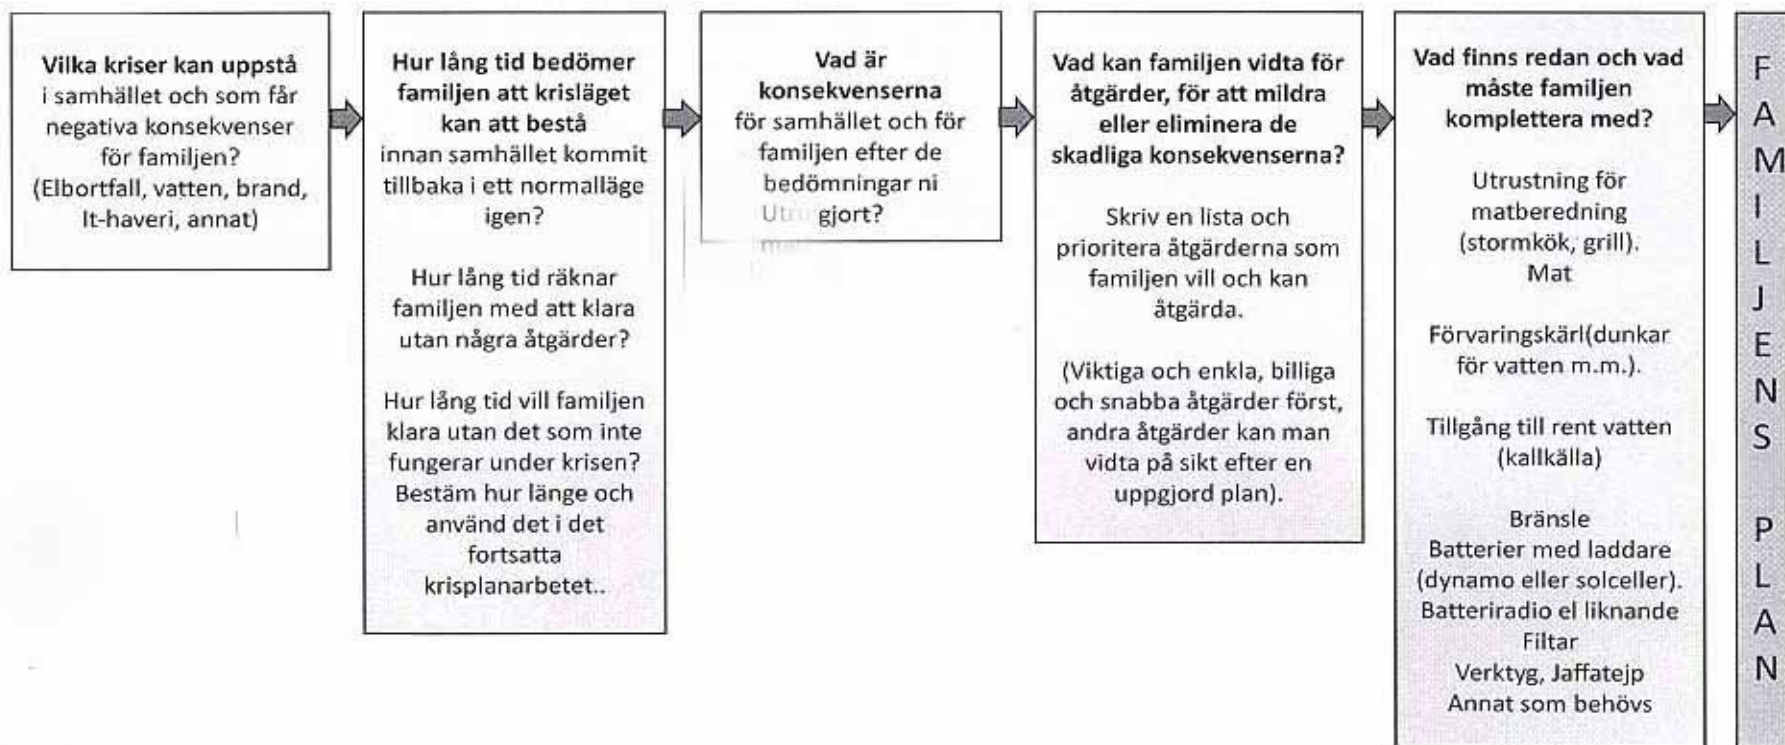 Vilka kriser kan uppstå
i samhället och som får
negativa konsekvenser
för familjen?
(Elbortfall, vatten, brand,
It-haveri, annat)
Hur lång tid bedömer
familjen att krisläget
kan att bestå
innan samhället kommit
tillbaka i ett normalläge
igen?
Hur lång tid räknar
familjen med att klara
utan några åtgärder?
Hur lång tid vill familjen
klara utan det som inte
fungerar under krisen?
Bestäm hur länge och
använd det i det
fortsatta
krisplanarbetet..
Vad är
konsekvenserna
för samhället och för
familjen efter de
bedömningar ni
gjort?
Vad kan familjen vidta för
åtgärder, för att mildra
eller eliminera de
skadliga konsekvenserna?
Skriv en lista och
prioritera åtgärderna som
familjen vill och kan
åtgärda.
(Viktiga och enkla, billiga
och snabba åtgärder först,
andra åtgärder kan man
vidta på sikt efter en
uppgjord plan).
Vad finns redan och vad
måste familjen
komplettera med?
Utrustning för
matberedning
(stormkök, grill).
Mat
Förvaringskärl(dunkar
för vatten m.m.).
Tillgång till rent vatten
(kallkälla)
Bränsle
Batterier med laddare
(dynamo eller solceller).
Batteriradio el liknande
Filtar
Verktyg, Jaffatejp
Annat som behövs
FAMILJENS PLAN